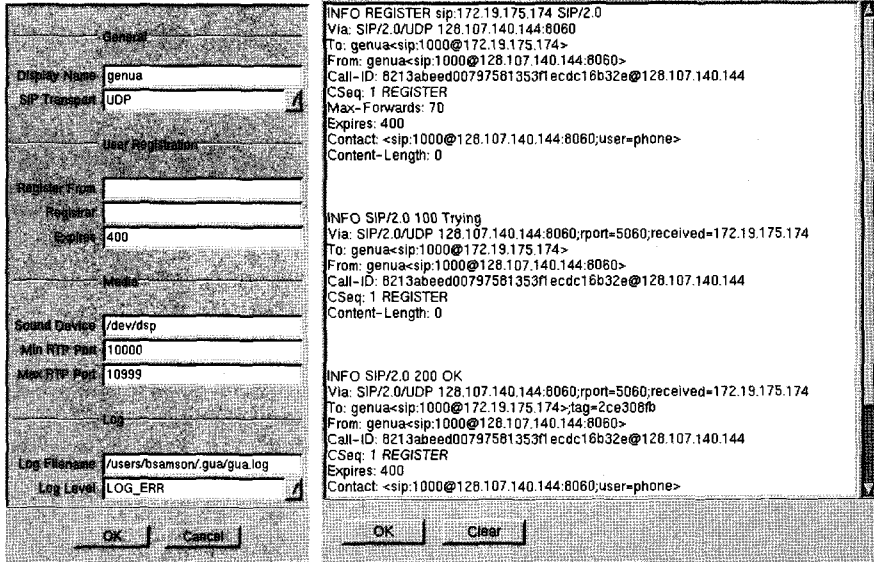 General
Display Name genua
SIP Transport UDP
User Registration
Register From
Registrar
Expires 400
Media
Sound Device /dev/dsp
Min RTP Port 10000
Max RTP Port 10999
Log
Log Filename /users/bsamson/.gua/gua.log
Log Level LOG_ERR
OK Cancel
INFO REGISTER sip:172.19.175.174 SIP/2.0
Via: SIP/2.0/UDP 128.107.140.144:8060
To: genua<sip:1000@172.19.175.174>
From: genua<sip:1000@128.107.140.144:8060>
Call-ID: 8213abeed00797581353f1ecdc16b32e@128.107.140.144
CSeq: 1 REGISTER
Max-Forwards: 70
Expires: 400
Contact: <sip:1000@128.107.140.144:8060;user=phone>
Content-Length: 0
INFO SIP/2.0 100 Trying
Via: SIP/2.0/UDP 128.107.140.144:8060;rport=5060;received=172.19.175.174
To: genua<sip:1000@172.19.175.174>
From: genua<sip:1000@128.107.140.144:8060>
Call-ID: 8213abeed00797581353f1ecdc16b32e@128.107.140.144
CSeq: 1 REGISTER
Content-Length: 0
INFO SIP/2.0 200 OK
Via: SIP/2.0/UDP 128.107.140.144:8060;rport=5060;received=172.19.175.174
To: genua<sip:1000@172.19.175.174>;tag=2ce308fb
From: genua<sip:1000@128.107.140.144:8060>
Call-ID: 8213abeed00797581353f1ecdc16b32e@128.107.140.144
CSeq: 1 REGISTER
Expires: 400
Contact: <sip:1000@128.107.140.144:8060;user=phone>
OK Clear